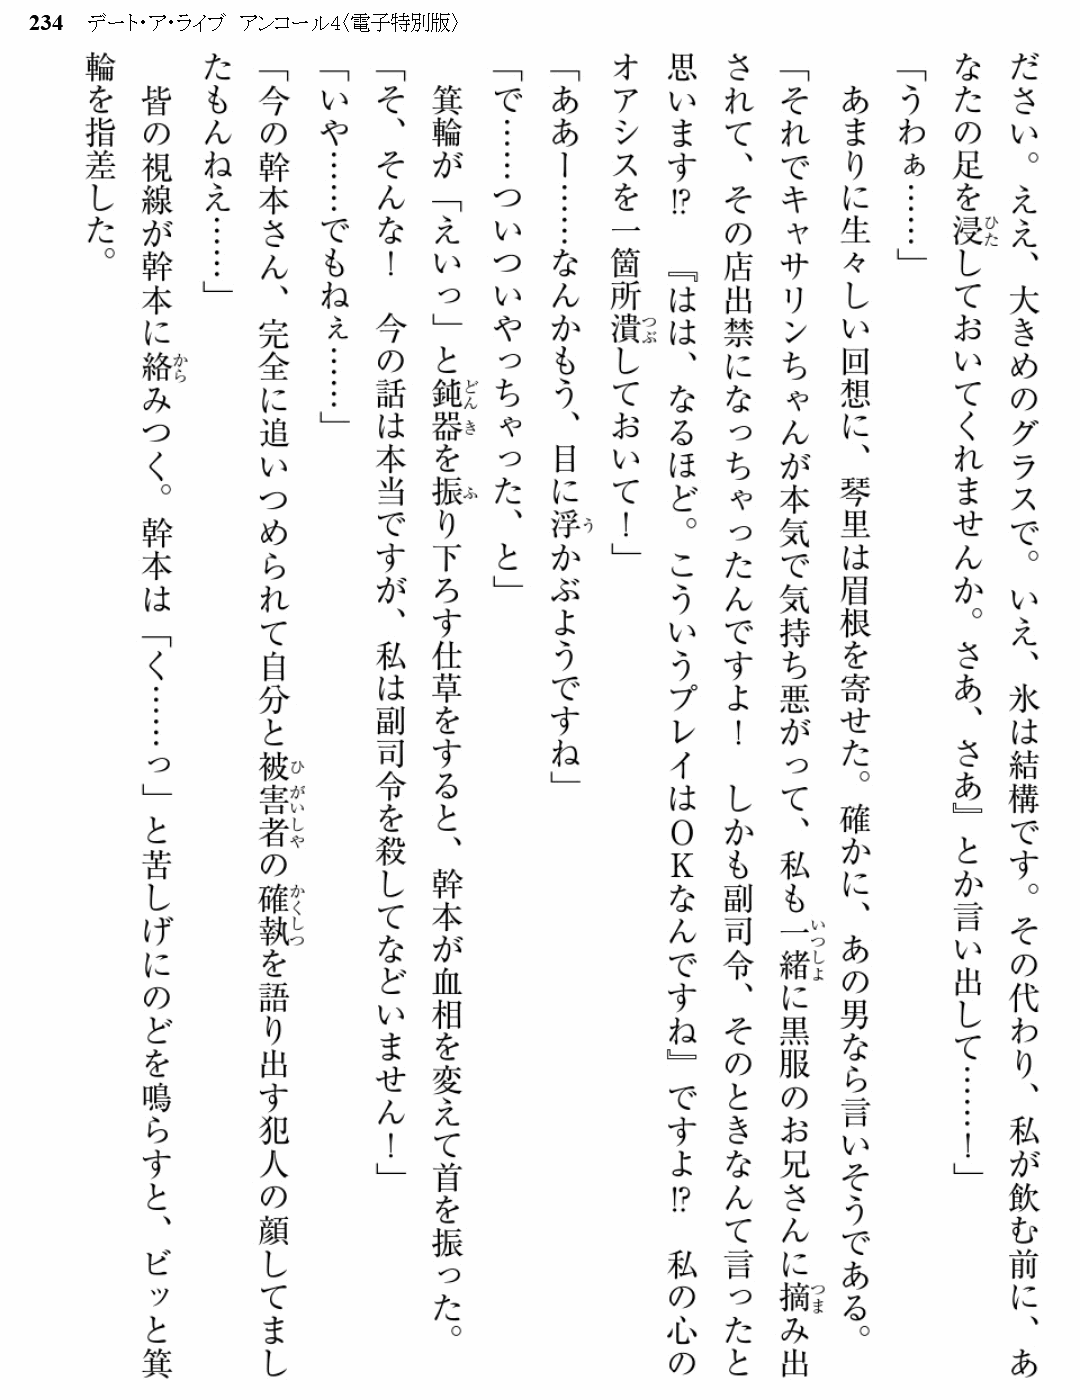 234 デート・ア・ライブ アンコール4〈電子特別版〉
ださい。ええ、大きめのグラスで。いえ、氷は結構です。その代わり、私が飲む前に、あ
なたの足を浸しておいてくれませんか。さあ、さあ』とか言い出して……！」
「うわぁ……」
　あまりに生々しい回想に、琴里は眉根を寄せた。確かに、あの男なら言いそうである。
「それでキャサリンちゃんが本気で気持ち悪がって、私も一緒に黒服のお兄さんに摘み出
されて、その店出禁になっちゃったんですよ！　しかも副司令、そのときなんて言ったと
思います⁉　『はは、なるほど。こういうプレイはＯＫなんですね』ですよ⁉　私の心の
オアシスを一箇所潰しておいて！」
「ああー……なんかもう、目に浮かぶようですね」
「で……ついついやっちゃった、と」
　箕輪が「えいっ」と鈍器を振り下ろす仕草をすると、幹本が血相を変えて首を振った。
「そ、そんな！　今の話は本当ですが、私は副司令を殺してなどいません！」
「いや……でもねぇ……」
「今の幹本さん、完全に追いつめられて自分と被害者の確執を語り出す犯人の顔してまし
たもんねえ……」
　皆の視線が幹本に絡みつく。幹本は「く……っ」と苦しげにのどを鳴らすと、ビッと箕
輪を指差した。